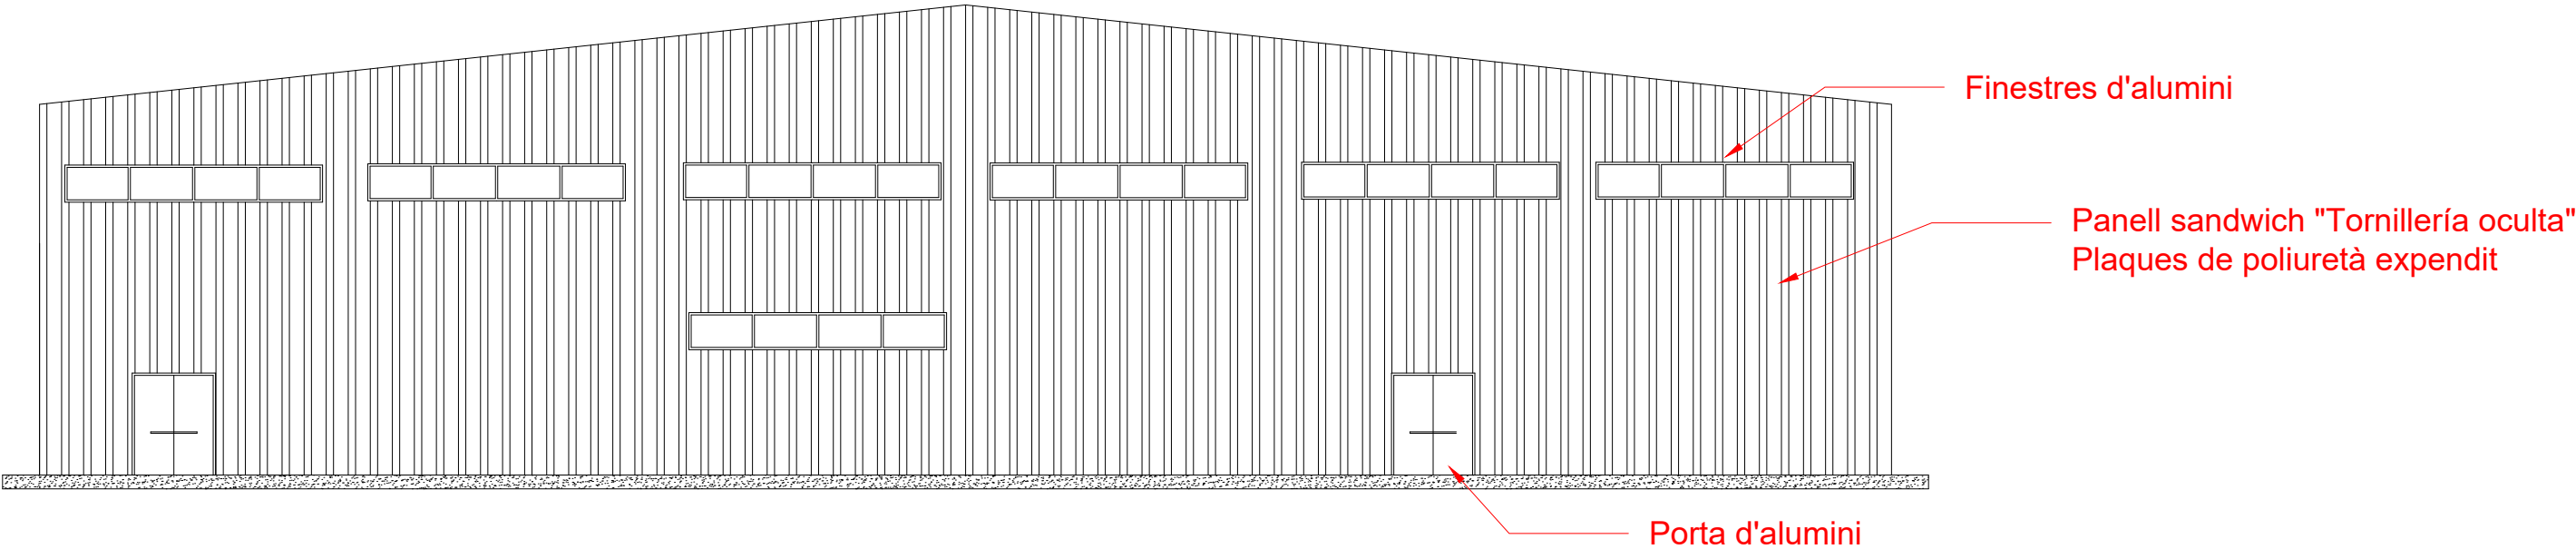 Finestres d'alumini
Panell sandwich "Tornillería oculta"
Plaques de poliuretà expendit
Porta d'alumini